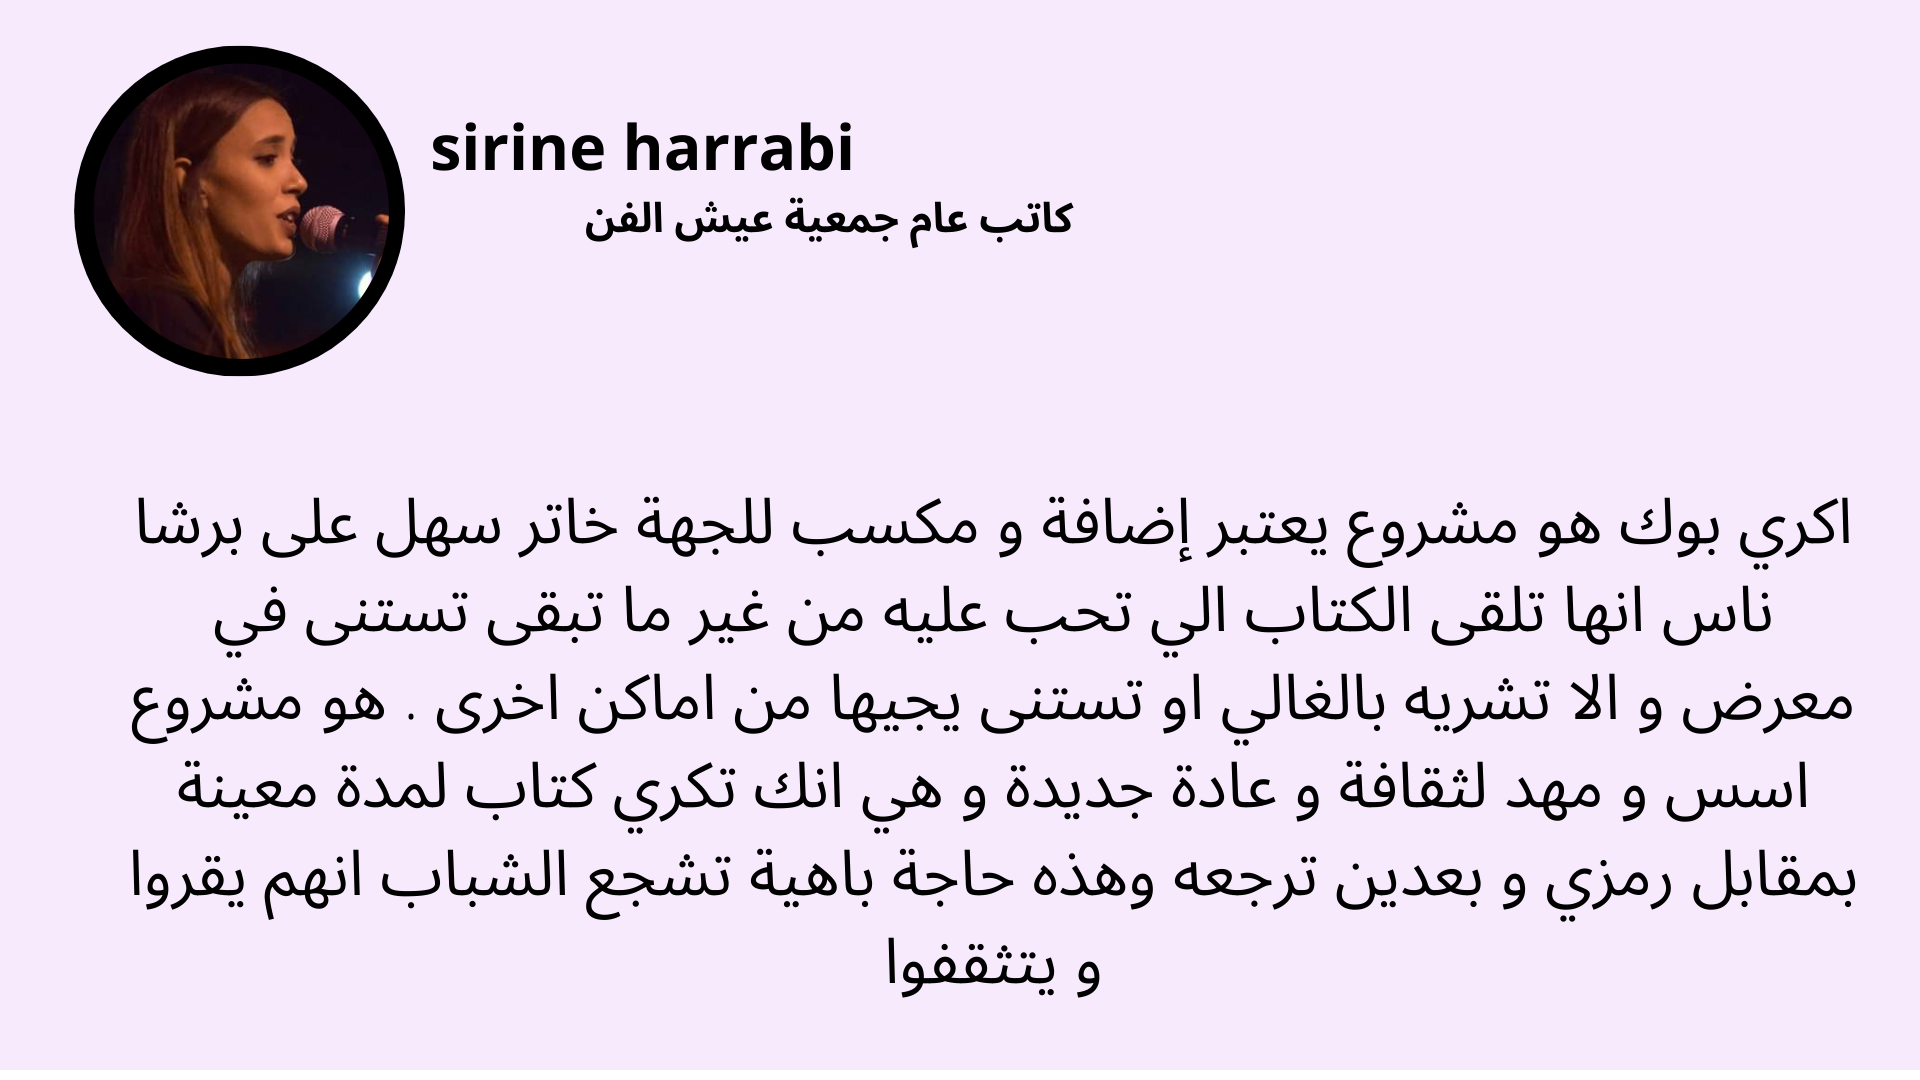 sirine harrabi
كاتب عام جمعية عيش الفن
اكري بوك هو مشروع يعتبر إضافة و مكسب للجهة خاتر سهل على برشا
ناس انها تلقى الكتاب الي تحب عليه من غير ما تبقى تستنى في
معرض و الا تشريه بالغالي او تستنى يجيها من اماكن اخرى . هو مشروع
اسس و مهد لثقافة و عادة جديدة و هي انك تكري كتاب لمدة معينة
بمقابل رمزي و بعدين ترجعه وهذه حاجة باهية تشجع الشباب انهم يقروا
و يتثقفوا